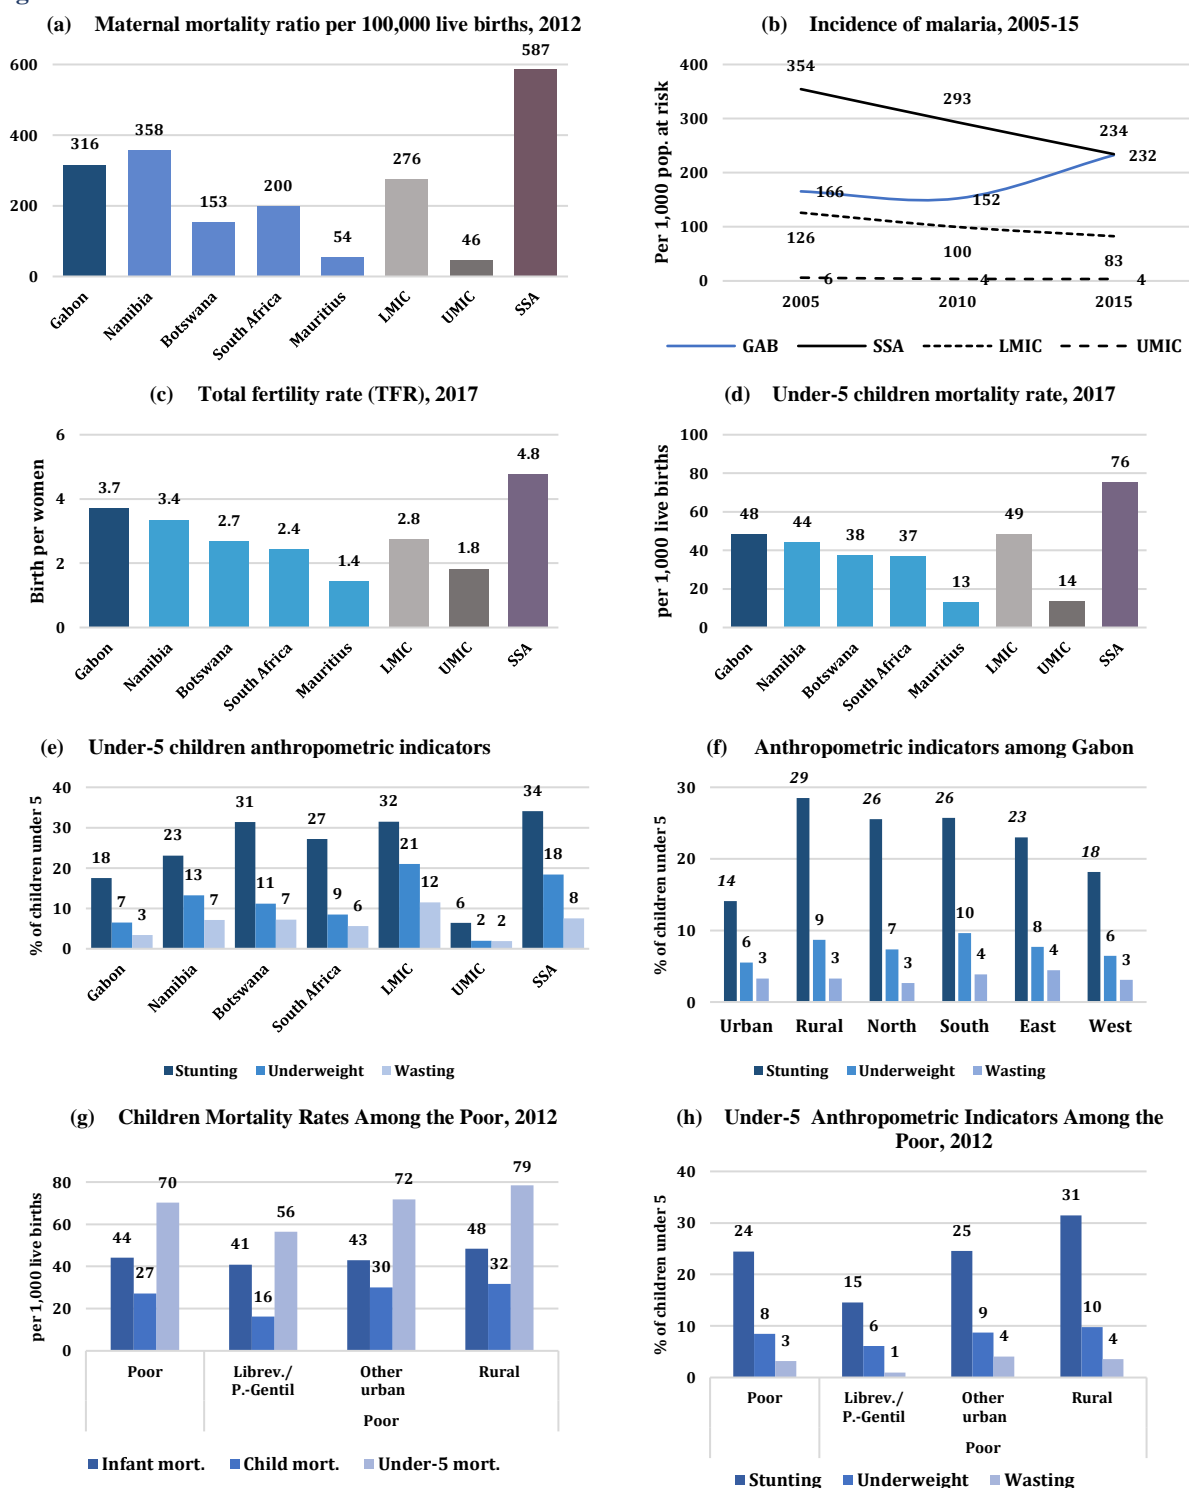 (a) Maternal mortality ratio per 100,000 live births, 2012
600
400
200
0
316
358
153
200
54
276
46
587
Gabon
Namibia
Botswana
South Africa
Mauritius
LMIC
UMIC
SSA
(b) Incidence of malaria, 2005-15
Per 1,000 pop. at risk
400
300
200
100
0
354
293
234
232
166
152
126
100
83
6
4
4
2005
2010
2015
GAB
SSA
LMIC
UMIC
(c) Total fertility rate (TFR), 2017
Birth per women
6
4
2
0
3.7
3.4
2.7
2.4
1.4
2.8
1.8
4.8
Gabon
Namibia
Botswana
South Africa
Mauritius
LMIC
UMIC
SSA
(d) Under-5 children mortality rate, 2017
per 1,000 live births
100
80
60
40
20
0
48
44
38
37
13
49
14
76
Gabon
Namibia
Botswana
South Africa
Mauritius
LMIC
UMIC
SSA
(e) Under-5 children anthropometric indicators
% of children under 5
40
30
20
10
0
18
7
3
23
13
7
31
11
7
27
9
6
32
21
12
6
2
2
34
18
8
Gabon
Namibia
Botswana
South Africa
LMIC
UMIC
SSA
Stunting
Underweight
Wasting
(f) Anthropometric indicators among Gabon
% of children under 5
30
20
10
0
14
6
3
29
9
3
26
7
3
26
10
4
23
8
4
18
6
3
Urban
Rural
North
South
East
West
Stunting
Underweight
Wasting
(g) Children Mortality Rates Among the Poor, 2012
per 1,000 live births
80
60
40
20
0
44
27
70
41
16
56
43
30
72
48
32
79
Poor
Librev./
P.-Gentil
Other
urban
Rural
Poor
Infant mort.
Child mort.
Under-5 mort.
(h) Under-5 Anthropometric Indicators Among the
Poor, 2012
% of children under 5
40
30
20
10
0
24
8
3
15
6
1
25
9
4
31
10
4
Poor
Librev./
P.-Gentil
Other
urban
Rural
Poor
Stunting
Underweight
Wasting